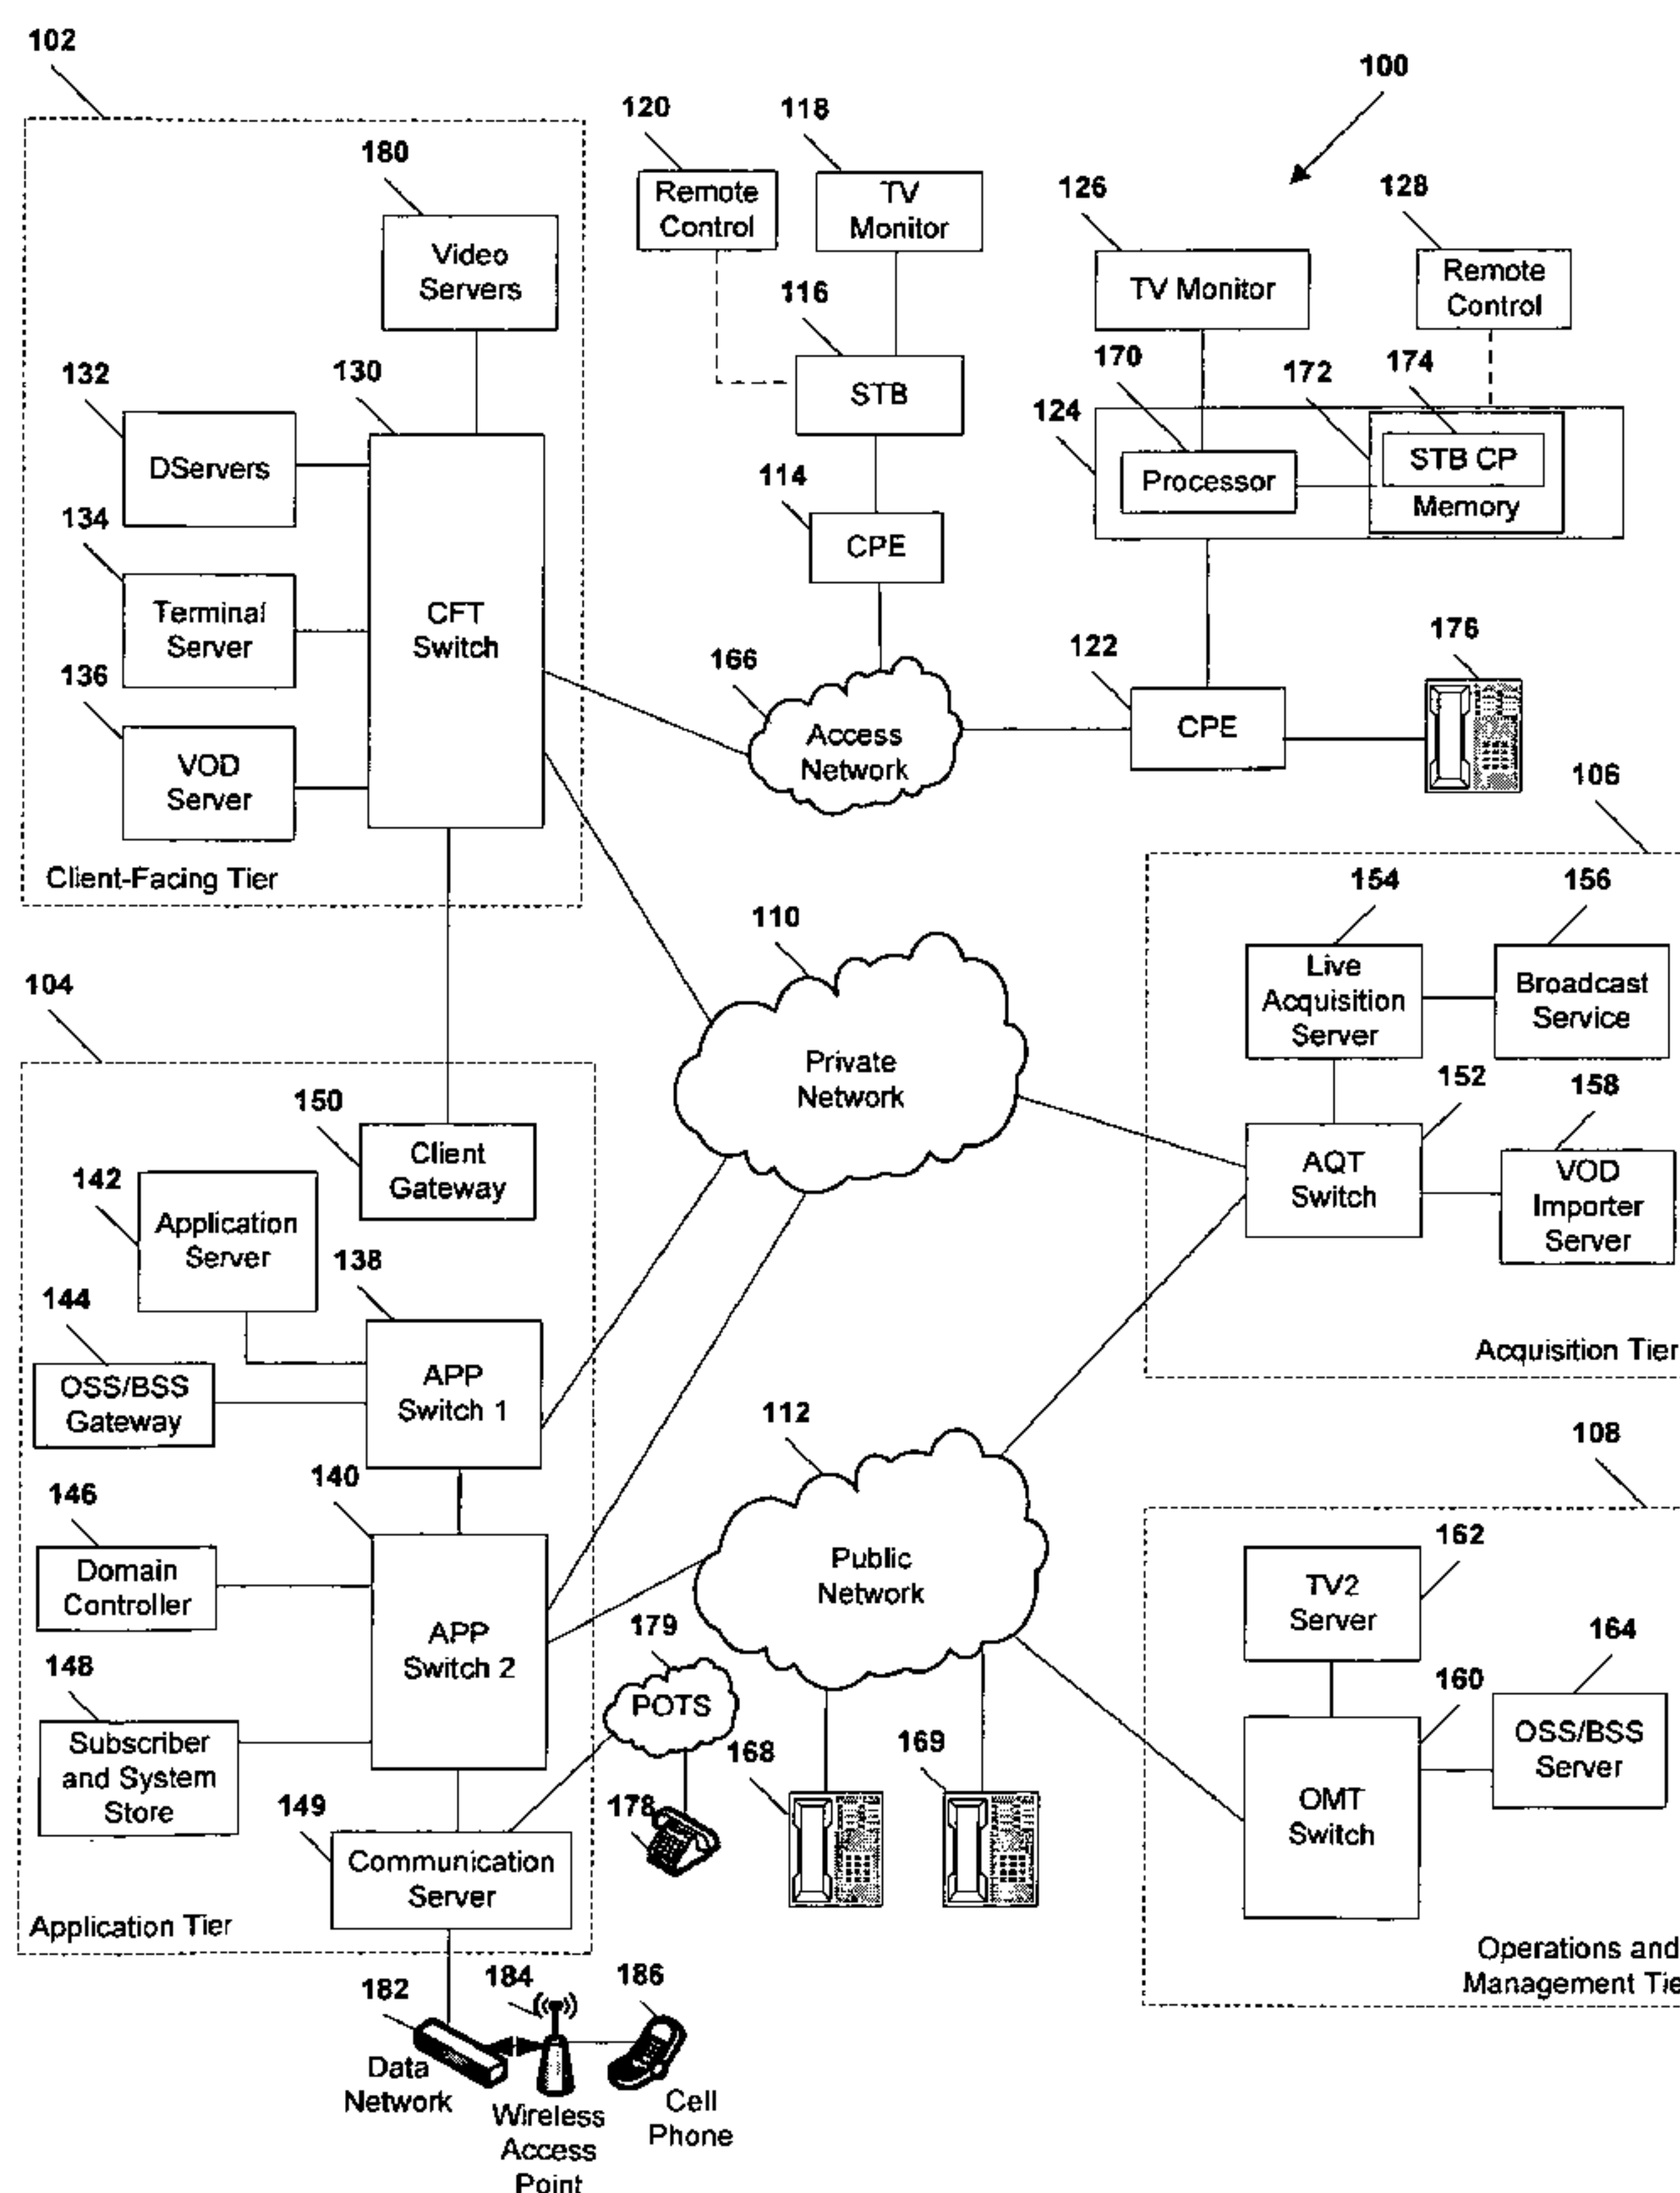 102
100
120
118
180
126
128
Remote
Control
TV
Monitor
Video
Servers
TV Monitor
Remote
Control
116
132
130
170
172
174
124
STB
STB CP
DServers
Processor
Memory
114
134
CPE
Terminal
Server
CFT
Switch
176
136
166
122
CPE
Access
Network
VOD
Server
106
Client-Facing Tier
154
156
110
104
Live
Acquisition
Server
Broadcast
Service
Private
Network
152
158
150
Client
Gateway
142
AQT
Switch
VOD
Importer
Server
Application
Server
138
144
Acquisition Tier
OSS/BSS
Gateway
APP
Switch 1
112
108
140
146
162
Domain
Controller
Public
Network
TV2
Server
179
164
APP
Switch 2
148
160
POTS
Subscriber
and System
Store
168
169
OSS/BSS
Server
149
178
OMT
Switch
Communication
Server
Application Tier
Operations and
Management Tie
182
184
186
Data
Network
Cell
Phone
Wireless
Access
Point